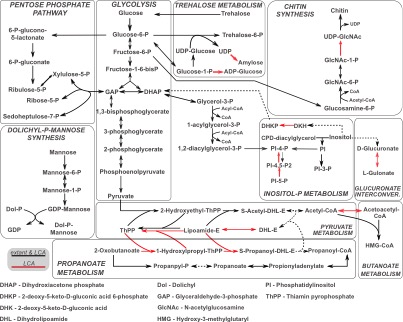 PENTOSE PHOSPHATE PATHWAY
6-P-glucono-
δ-lactonate
6-P-gluconate
Ribulose-5-P
Xylulose-5-P
Ribose-5-P
Sedoheptulose-7-P
GLYCOLYSIS
Glucose
Glucose-6-P
Fructose-6-P
Fructose-1-6-bisP
GAP
DHAP
1,3-bisphosphoglycerate
3-phosphoglycerate
2-phosphoglycerate
Phosphoenolpyruvate
Pyruvate
TREHALOSE METABOLISM
Trehalose
Trehalose-6-P
UDP-Glucose
UDP
Amylose
Glucose-1-P
ADP-Glucose
CHITIN SYNTHESIS
Chitin
UDP-GlcNAc
GlcNAc-1-P
GlcNAc-6-P
CoA
Acetyl-CoA
Glucosamine-6-P
Glycerol-3-P
Acyl-CoA
CoA
1-acylglycerol-3-P
Acyl-CoA
CoA
1,2-diacylglycerol-3-P
DOLICHYL-P-MANNOSE SYNTHESIS
Mannose
Mannose-6-P
Mannose-1-P
Dol-P
GDP-Mannose
GDP
Dol-P-
Mannose
DHKP
DKH
CPD-diacylglycerol
Inositol
PI-4-P
PI
PI-4,5-P2
PI-3-P
PI-5-P
INOSITOL-P METABOLISM
D-Glucuronate
L-Gulonate
GLUCURONATE INTERCONVER.
ThPP
2-Hydroxyethyl-ThPP
S-Acetyl-DHL-E
Acetyl-CoA
Lipoamide-E
DHL-E
PYRUVATE METABOLISM
Acetoacetyl-
CoA
HMG-CoA
BUTANOATE METABOLISM
2-Oxobutanoate
1-Hydroxypropyl-ThPP
S-Propanoyl-DHL-E
Propanoyl-CoA
Propanoyl-P
Propanoate
Propionyladenylate
PROPANOATE METABOLISM
extant & LCA
LCA
DHAP - Dihydroxiacetone phosphate
DHKP - 2-deoxy-5-keto-D-gluconic acid 6-phosphate
DHK - 2-deoxy-5-keto-D-gluconic acid
DHL - Dihydrolipoamide
Dol - Dolichol
GAP - Glyceraldehyde-3-phosphate
GlcNAc - N-acetylglucosamine
HMG - Hydroxy-3-methylglutaryl
PI - Phosphatidylinositol
ThPP - Thiamin pyrophosphate